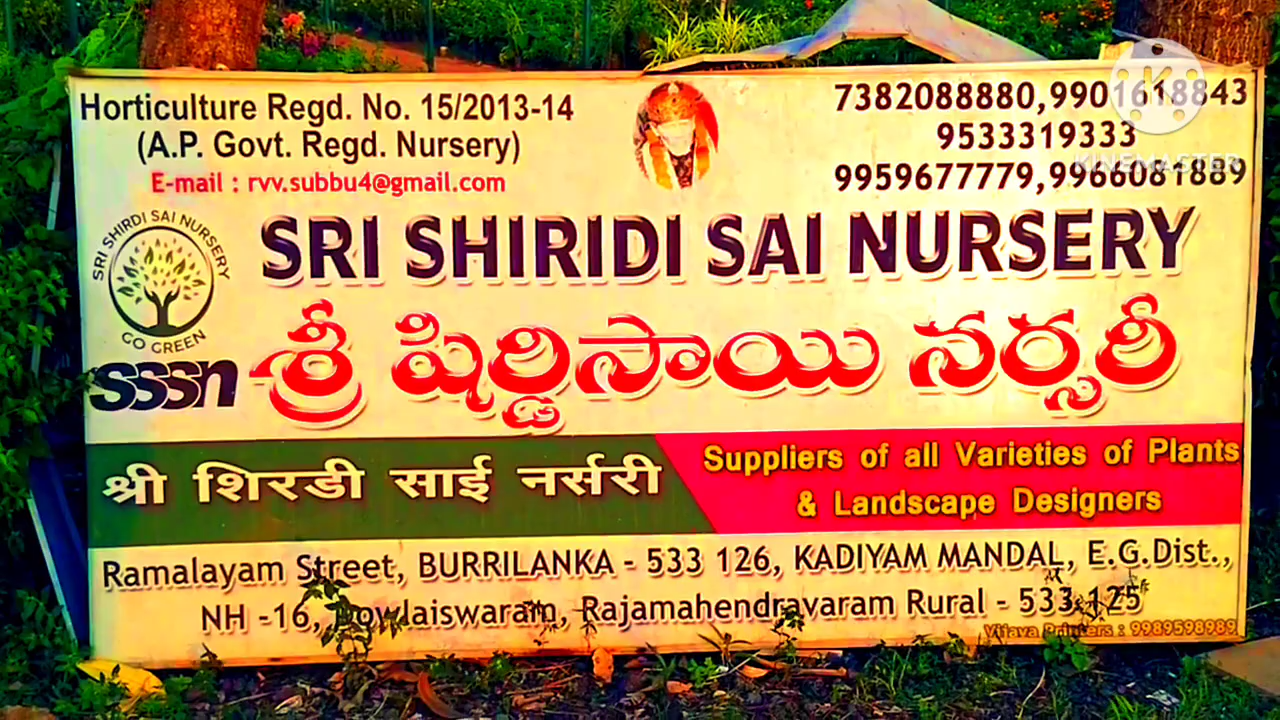 Horticulture Regd. No. 15/2013-14
(A.P. Govt. Regd. Nursery)
E-mail : rvv.subbu4@gmail.com
7382088880,9901618843
9533319333
9959677779,9966081889
KINEMASTER
SRI SHIRDI SAI NURSERY
GO GREEN
sssn
SRI SHIRIDI SAI NURSERY
శ్రీ షిర్డిసాయి నర్సరీ
श्री शिरडी साई नर्सरी
Suppliers of all Varieties of Plants
& Landscape Designers
Ramalayam Street, BURRILANKA - 533 126, KADIYAM MANDAL, E.G.Dist.,
NH -16, Dowlaiswaram, Rajamahendravaram Rural - 533 125
Vijaya Printers : 9989598989